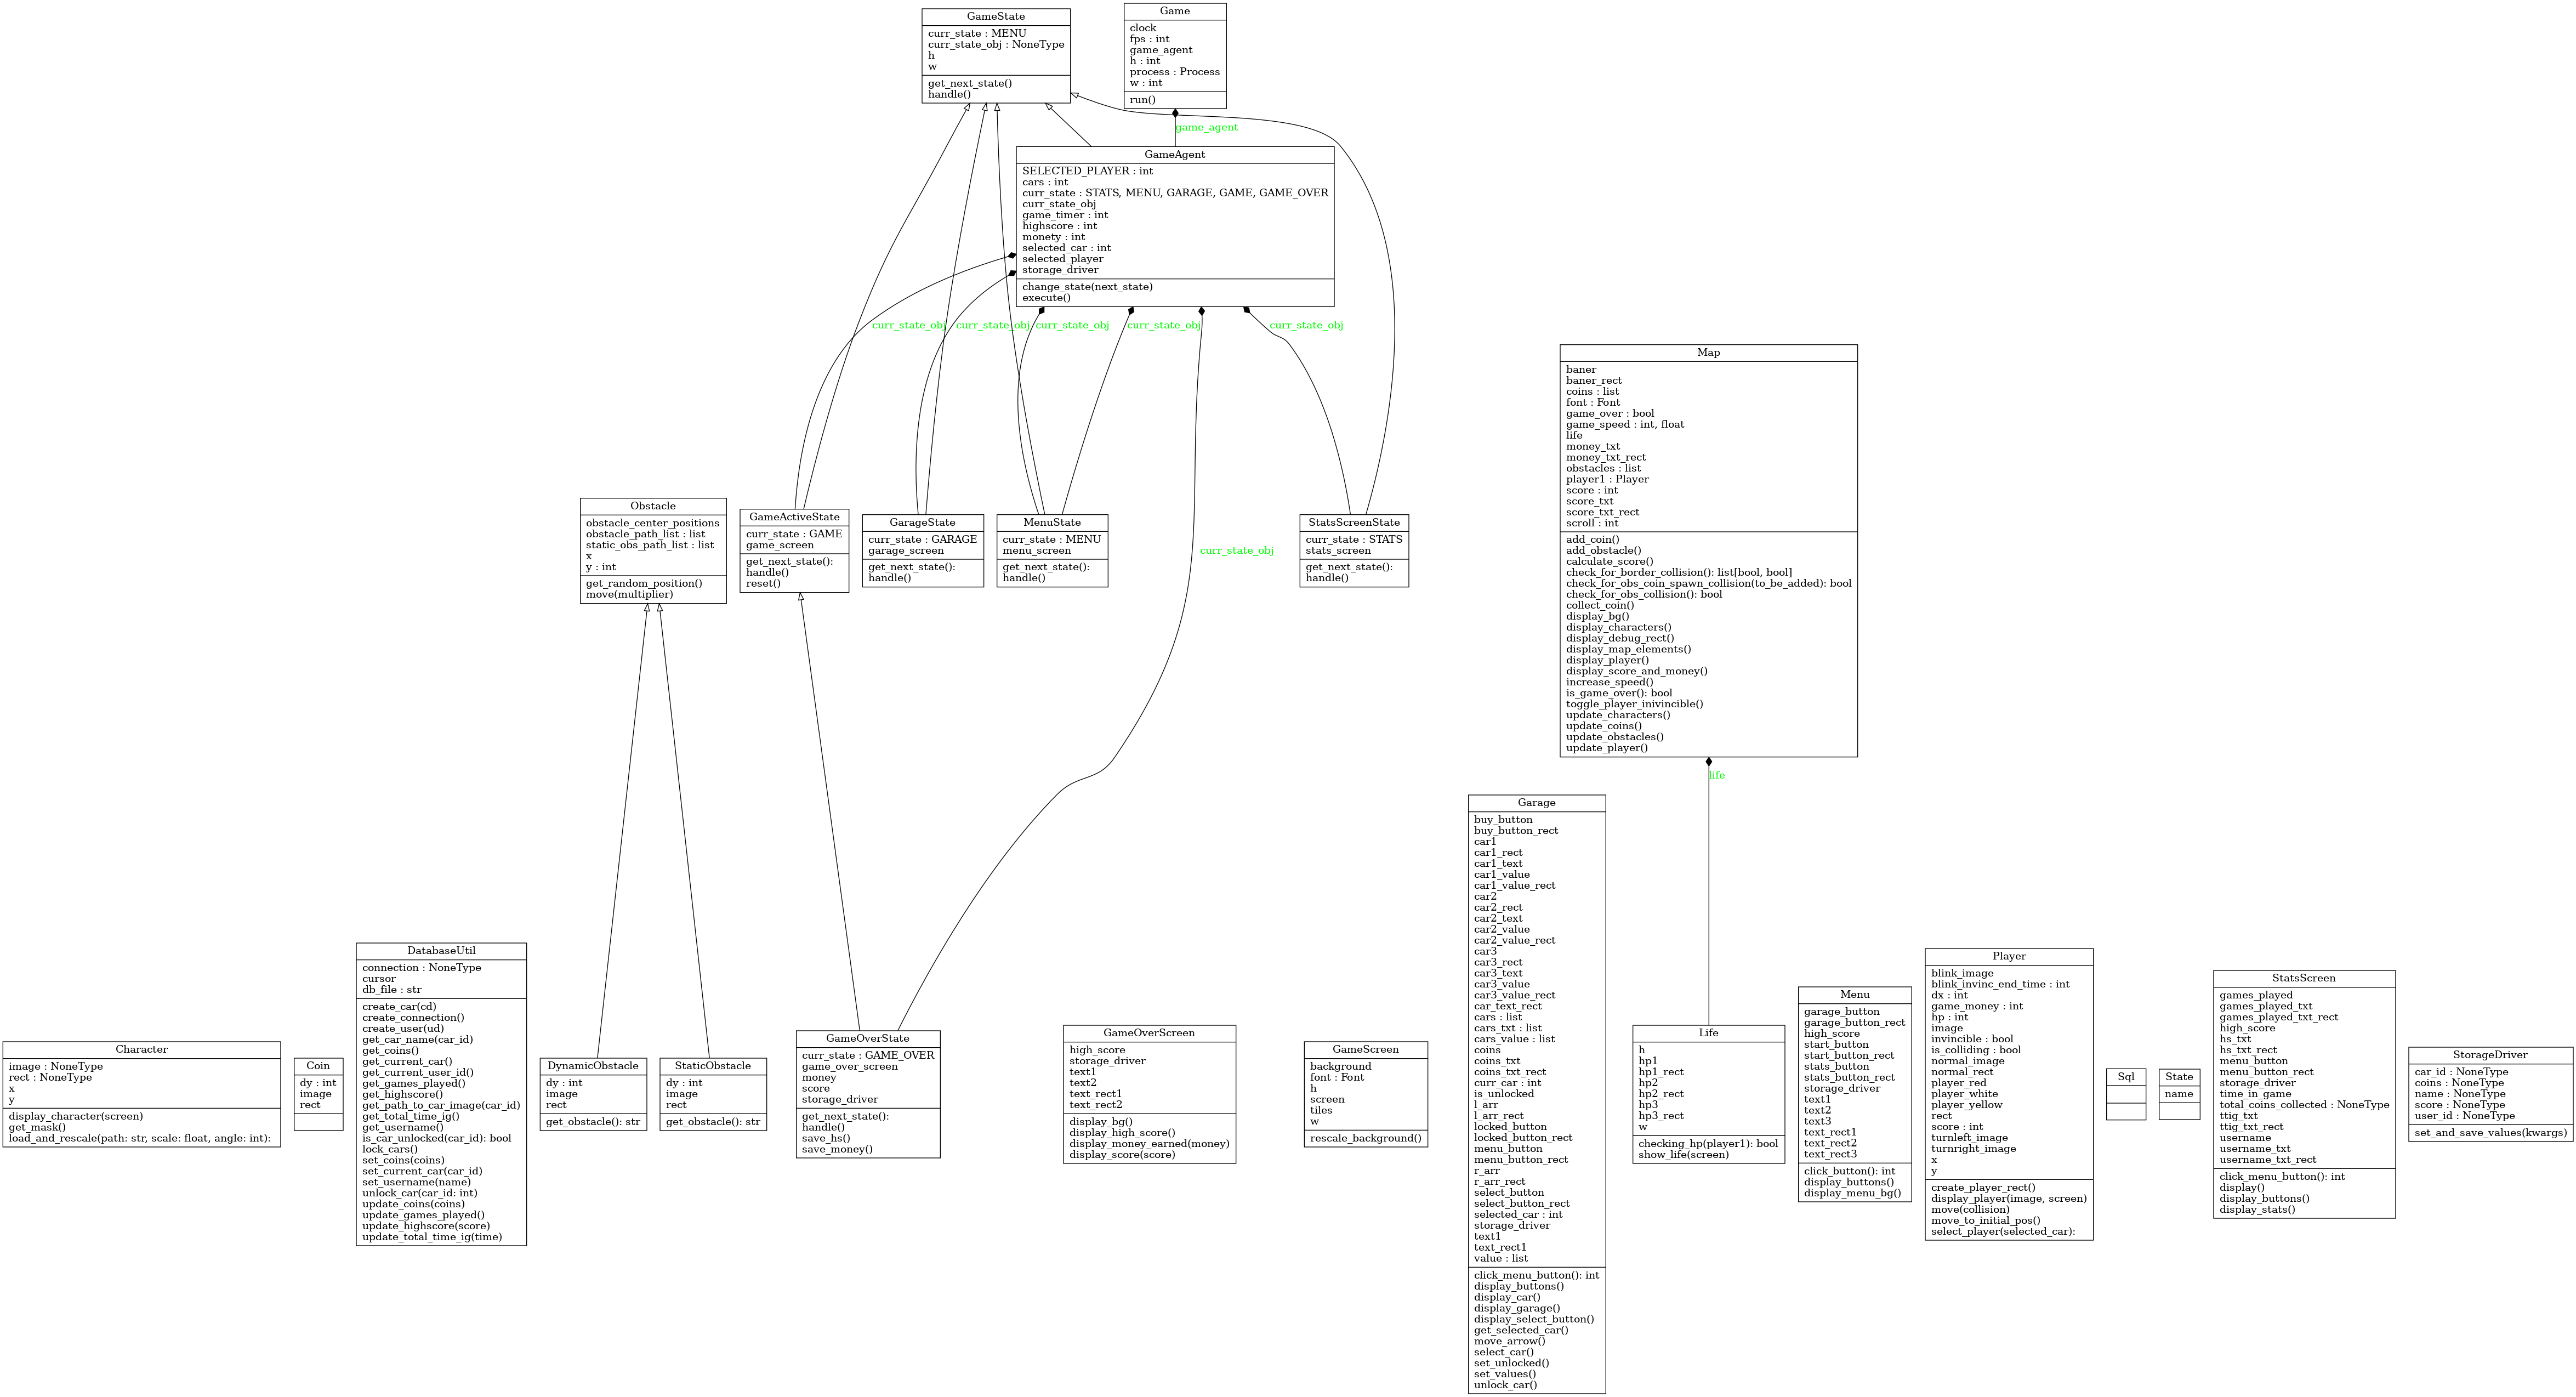 GameState
curr_state : MENU
curr_state_obj : NoneType
h
w
get_next_state()
handle()
Game
clock
fps : int
game_agent
h : int
process : Process
w : int
run()
game_agent
GameAgent
SELECTED_PLAYER : int
cars : int
curr_state : STATS, MENU, GARAGE, GAME, GAME_OVER
curr_state_obj
game_timer : int
highscore : int
monety : int
selected_car : int
selected_player
storage_driver
change_state(next_state)
execute()
curr_state_obj
curr_state_obj
curr_state_obj
curr_state_obj
curr_state_obj
curr_state_obj
Map
baner
baner_rect
coins : list
font : Font
game_over : bool
game_speed : int, float
life
money_txt
money_txt_rect
obstacles : list
player1 : Player
score : int
score_txt
score_txt_rect
scroll : int
add_coin()
add_obstacle()
calculate_score()
check_for_border_collision(): list[bool, bool]
check_for_obs_coin_spawn_collision(to_be_added): bool
check_for_obs_collision(): bool
collect_coin()
display_bg()
display_characters()
display_debug_rect()
display_map_elements()
display_player()
display_score_and_money()
increase_speed()
is_game_over(): bool
toggle_player_inivincible()
update_characters()
update_coins()
update_obstacles()
update_player()
life
Obstacle
obstacle_center_positions
obstacle_path_list : list
static_obs_path_list : list
x
y : int
get_random_position()
move(multiplier)
GameActiveState
curr_state : GAME
game_screen
get_next_state():
handle()
reset()
GarageState
curr_state : GARAGE
garage_screen
get_next_state():
handle()
MenuState
curr_state : MENU
menu_screen
get_next_state():
handle()
StatsScreenState
curr_state : STATS
stats_screen
get_next_state():
handle()
Character
image : NoneType
rect : NoneType
x
y
display_character(screen)
get_mask()
load_and_rescale(path: str, scale: float, angle: int):
Coin
dy : int
image
rect
DatabaseUtil
connection : NoneType
cursor
db_file : str
create_car(cd)
create_connection()
create_user(ud)
get_car_name(car_id)
get_coins()
get_current_car()
get_current_user_id()
get_games_played()
get_highscore()
get_path_to_car_image(car_id)
get_total_time_ig()
get_username()
is_car_unlocked(car_id): bool
lock_cars()
set_coins(coins)
set_current_car(car_id)
set_username(name)
unlock_car(car_id: int)
update_coins(coins)
update_games_played()
update_highscore(score)
update_total_time_ig(time)
DynamicObstacle
dy : int
image
rect
get_obstacle(): str
StaticObstacle
dy : int
image
rect
get_obstacle(): str
GameOverState
curr_state : GAME_OVER
game_over_screen
money
score
storage_driver
get_next_state():
handle()
save_hs()
save_money()
GameOverScreen
high_score
storage_driver
text1
text2
text_rect1
text_rect2
display_bg()
display_high_score()
display_money_earned(money)
display_score(score)
GameScreen
background
font : Font
h
screen
tiles
w
rescale_background()
Garage
buy_button
buy_button_rect
car1
car1_rect
car1_text
car1_value
car1_value_rect
car2
car2_rect
car2_text
car2_value
car2_value_rect
car3
car3_rect
car3_text
car3_value
car3_value_rect
car_text_rect
cars : list
cars_txt : list
cars_value : list
coins
coins_txt
coins_txt_rect
curr_car : int
is_unlocked
l_arr
l_arr_rect
locked_button
locked_button_rect
menu_button
menu_button_rect
r_arr
r_arr_rect
select_button
select_button_rect
selected_car : int
storage_driver
text1
text_rect1
value : list
click_menu_button(): int
display_buttons()
display_car()
display_garage()
display_select_button()
get_selected_car()
move_arrow()
select_car()
set_unlocked()
set_values()
unlock_car()
Life
h
hp1
hp1_rect
hp2
hp2_rect
hp3
hp3_rect
w
checking_hp(player1): bool
show_life(screen)
Menu
garage_button
garage_button_rect
high_score
start_button
start_button_rect
stats_button
stats_button_rect
storage_driver
text1
text2
text3
text_rect1
text_rect2
text_rect3
click_button(): int
display_buttons()
display_menu_bg()
Player
blink_image
blink_invinc_end_time : int
dx : int
game_money : int
hp : int
image
invincible : bool
is_colliding : bool
normal_image
normal_rect
player_red
player_white
player_yellow
rect
score : int
turnleft_image
turnright_image
x
y
create_player_rect()
display_player(image, screen)
move(collision)
move_to_initial_pos()
select_player(selected_car):
Sql
State
name
StatsScreen
games_played
games_played_txt
games_played_txt_rect
high_score
hs_txt
hs_txt_rect
menu_button
menu_button_rect
storage_driver
time_in_game
total_coins_collected : NoneType
ttig_txt
ttig_txt_rect
username
username_txt
username_txt_rect
click_menu_button(): int
display()
display_buttons()
display_stats()
StorageDriver
car_id : NoneType
coins : NoneType
name : NoneType
score : NoneType
user_id : NoneType
set_and_save_values(kwargs)